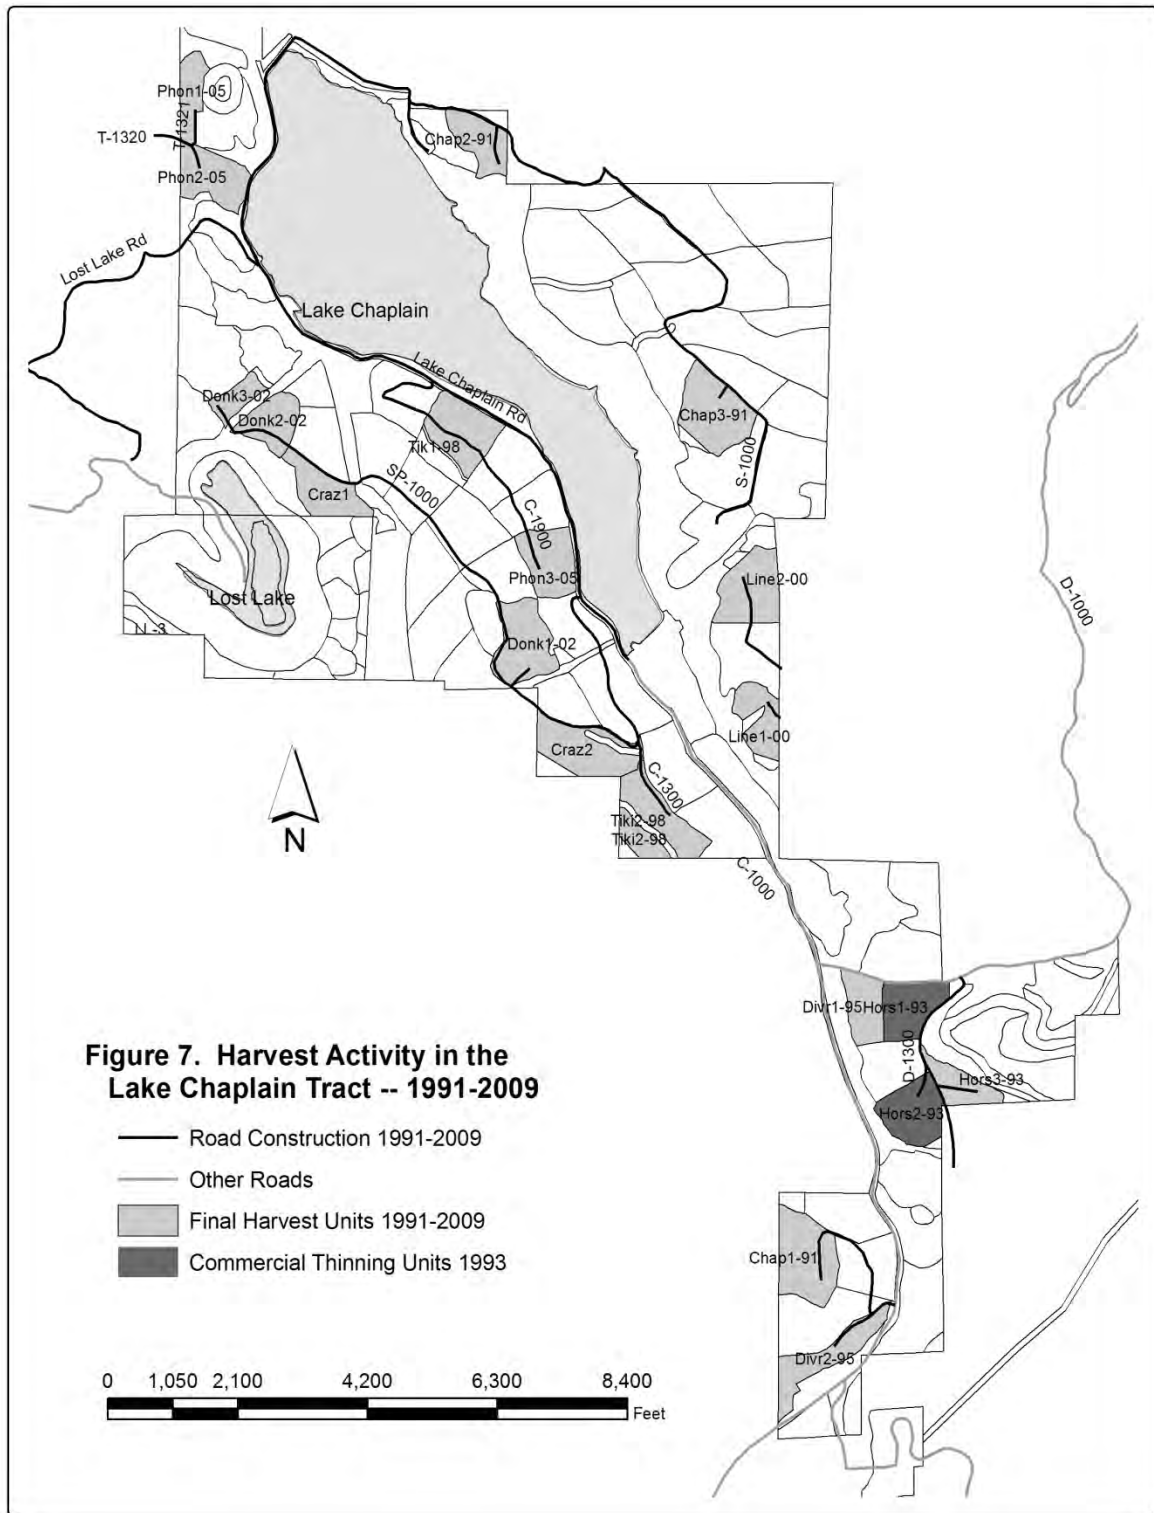 Phon1-05
T-1321
T-1320
Chap2-91
Phon2-05
Lost Lake Rd
Lake Chaplain
Lake Chaplain Rd
Donk3-02
Donk2-02
Chap3-91
Tik1-98
S-1000
SP-1000
Craz1
C-1900
Phon3-05
Line2-00
D-1000
Lost Lake
Donk1-02
Line1-00
Craz2
C-1300
N
Tiki2-98
Tiki2-98
C-1000
Divr1-95
Hors1-93
D-1300
Hors3-93
Hors2-93
Figure 7. Harvest Activity in the
Lake Chaplain Tract -- 1991-2009
Road Construction 1991-2009
Other Roads
Final Harvest Units 1991-2009
Commercial Thinning Units 1993
Chap1-91
Divr2-95
0 1,050 2,100 4,200 6,300 8,400
Feet